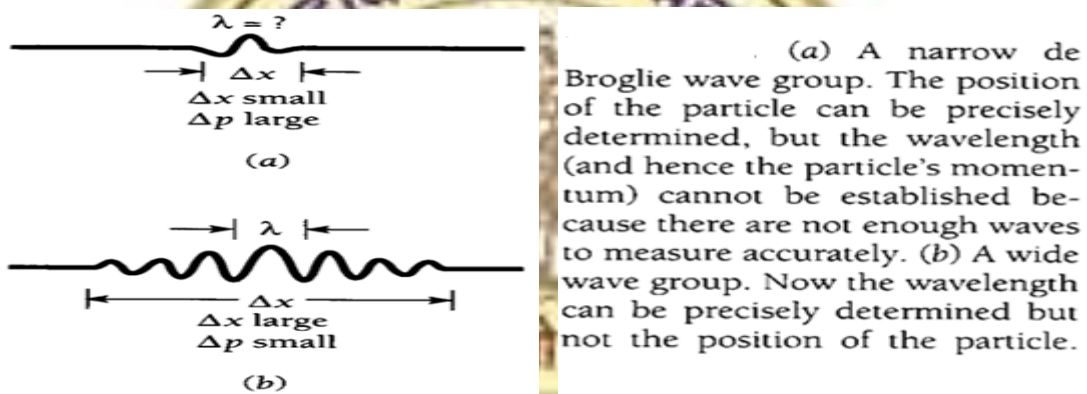 λ = ?
Δx
Δx small
Δp large
(a)
λ
Δx
Δx large
Δp small
(b)
(a) A narrow de
Broglie wave group. The position
of the particle can be precisely
determined, but the wavelength
(and hence the particle's momen-
tum) cannot be established be-
cause there are not enough waves
to measure accurately. (b) A wide
wave group. Now the wavelength
can be precisely determined but
not the position of the particle.